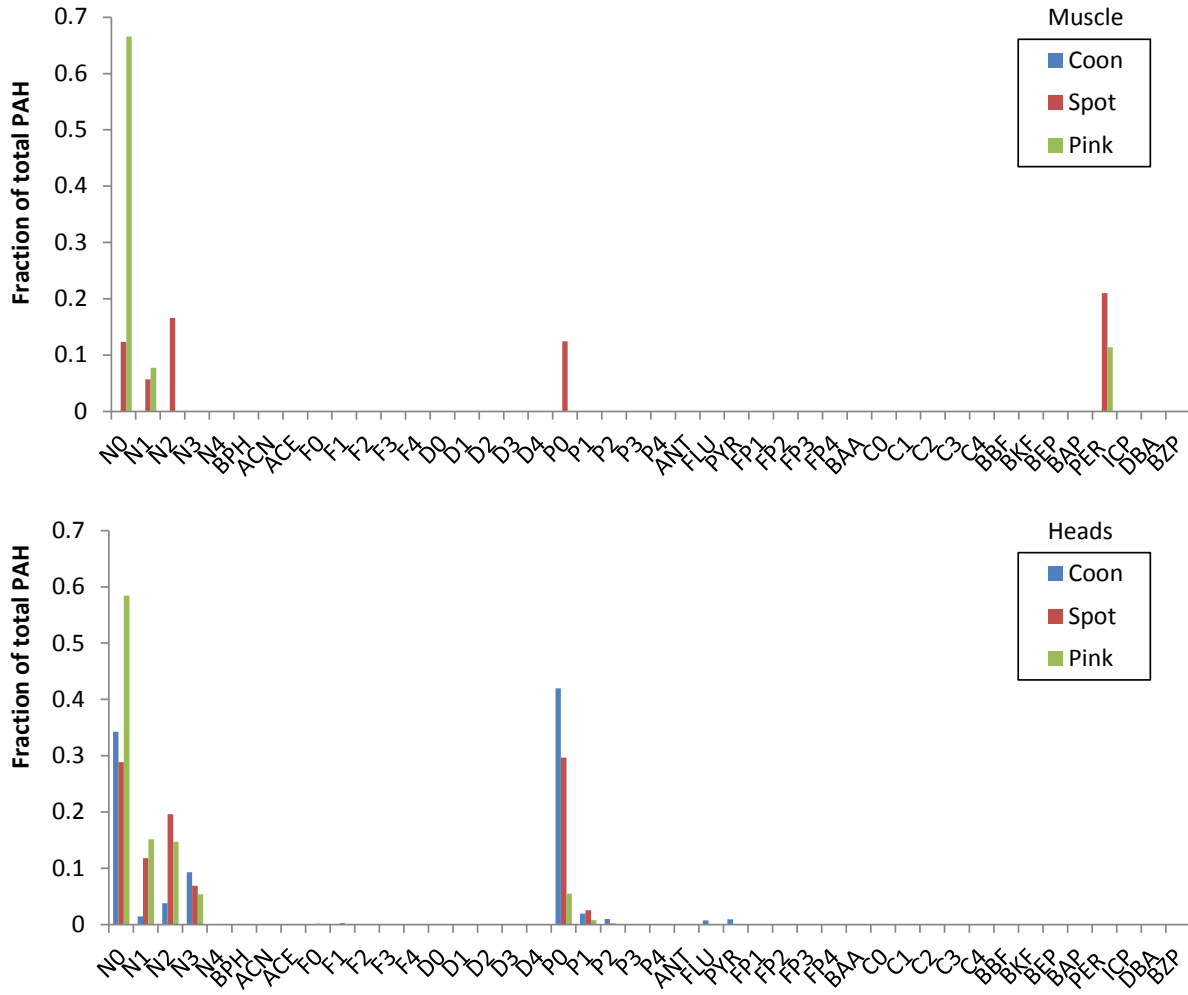 Muscle
Coon
Spot
Pink
Fraction of total PAH
0.7
0.6
0.5
0.4
0.3
0.2
0.1
0
N0 N1 N2 N3 N4 BPH ACN ACE F0 F1 F2 F3 F4 D0 D1 D2 D3 D4 P0 P1 P2 P3 P4 ANT FLU PYR FP1 FP2 FP3 FP4 BAA C0 C1 C2 C3 C4 BBF BKF BEP BAP PER ICP DBA BZP
Heads
Coon
Spot
Pink
Fraction of total PAH
0.7
0.6
0.5
0.4
0.3
0.2
0.1
0
N0 N1 N2 N3 N4 BPH ACN ACE F0 F1 F2 F3 F4 D0 D1 D2 D3 D4 P0 P1 P2 P3 P4 ANT FLU PYR FP1 FP2 FP3 FP4 BAA C0 C1 C2 C3 C4 BBF BKF BEP BAP PER ICP DBA BZP